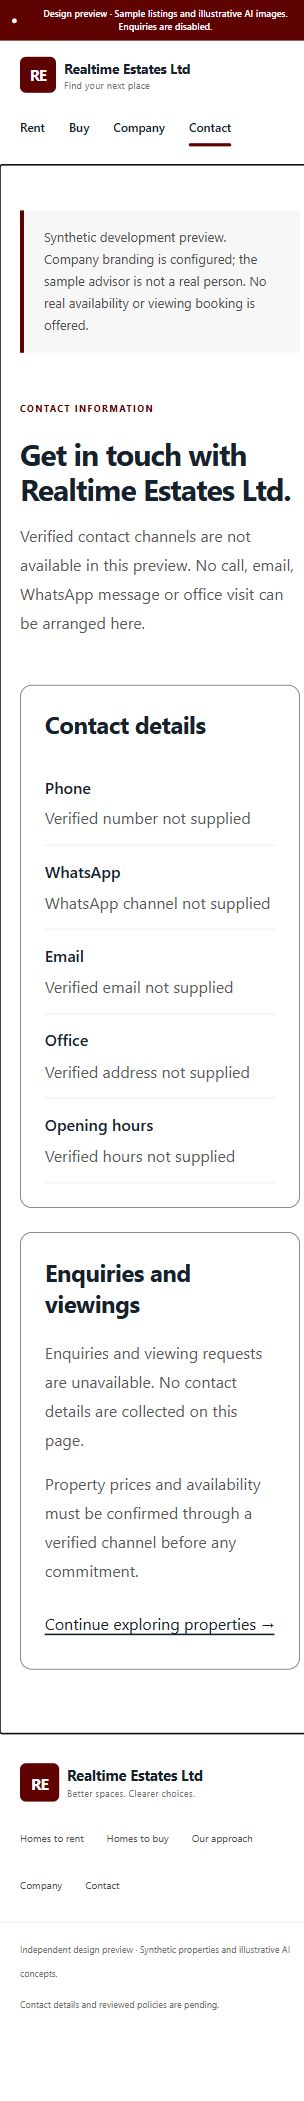 Design preview · Sample listings and illustrative AI images.
Enquiries are disabled.
RE
Realtime Estates Ltd
Find your next place
Rent Buy Company Contact
Synthetic development preview.
Company branding is configured; the
sample advisor is not a real person. No
real availability or viewing booking is
offered.
CONTACT INFORMATION
Get in touch with
Realtime Estates Ltd.
Verified contact channels are not
available in this preview. No call, email,
WhatsApp message or office visit can
be arranged here.
Contact details
Phone
Verified number not supplied
WhatsApp
WhatsApp channel not supplied
Email
Verified email not supplied
Office
Verified address not supplied
Opening hours
Verified hours not supplied
Enquiries and
viewings
Enquiries and viewing requests
are unavailable. No contact
details are collected on this
page.
Property prices and availability
must be confirmed through a
verified channel before any
commitment.
Continue exploring properties →
RE
Realtime Estates Ltd
Better spaces. Clearer choices.
Homes to rent Homes to buy Our approach
Company Contact
Independent design preview · Synthetic properties and illustrative AI
concepts.
Contact details and reviewed policies are pending.